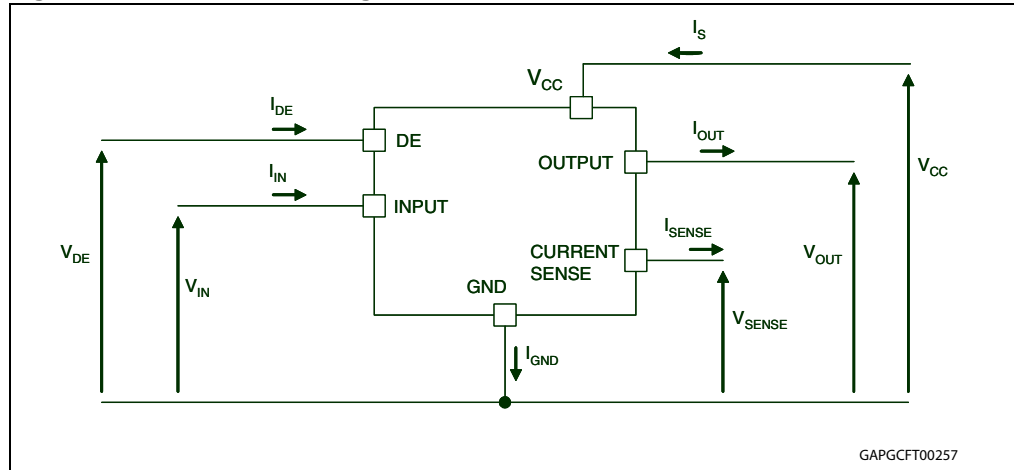 I_S
V_CC
I_DE
DE
I_OUT
OUTPUT
V_CC
I_IN
INPUT
I_SENSE
CURRENT
SENSE
V_DE
V_IN
V_OUT
GND
V_SENSE
I_GND
GAPGCFT00257